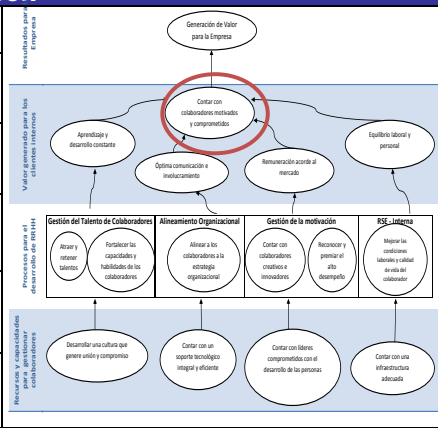 Resultados para
Empresa
Generación de Valor
para la Empresa
Valor generado para los
clientes internos
Contar con
colaboradores motivados
y comprometidos
Aprendizaje y
desarrollo constante
Equilibrio laboral y
personal
Óptima comunicación e
involucramiento
Remuneración acorde al
mercado
Procesos para el
desarrollo de RRHH
Gestión del Talento de Colaboradores
Alineamiento Organizacional
Gestión de la motivación
RSE - Interna
Atraer y
retener
talentos
Fortalecer las
capacidades y
habilidades de los
colaboradores
Alinear a los
colaboradores a la
estrategia
organizacional
Contar con
colaboradores
creativos e
innovadores
Reconocer y
premiar el
alto
desempeño
Mejorar las
condiciones
laborales y calidad
de vida del
colaborador
Recursos y capacidades
para gestionar
colaboradores
Desarrollar una cultura que
genere unión y compromiso
Contar con un
soporte tecnológico
integral y eficiente
Contar con líderes
comprometidos con el
desarrollo de las personas
Contar con una
infraestructura
adecuada